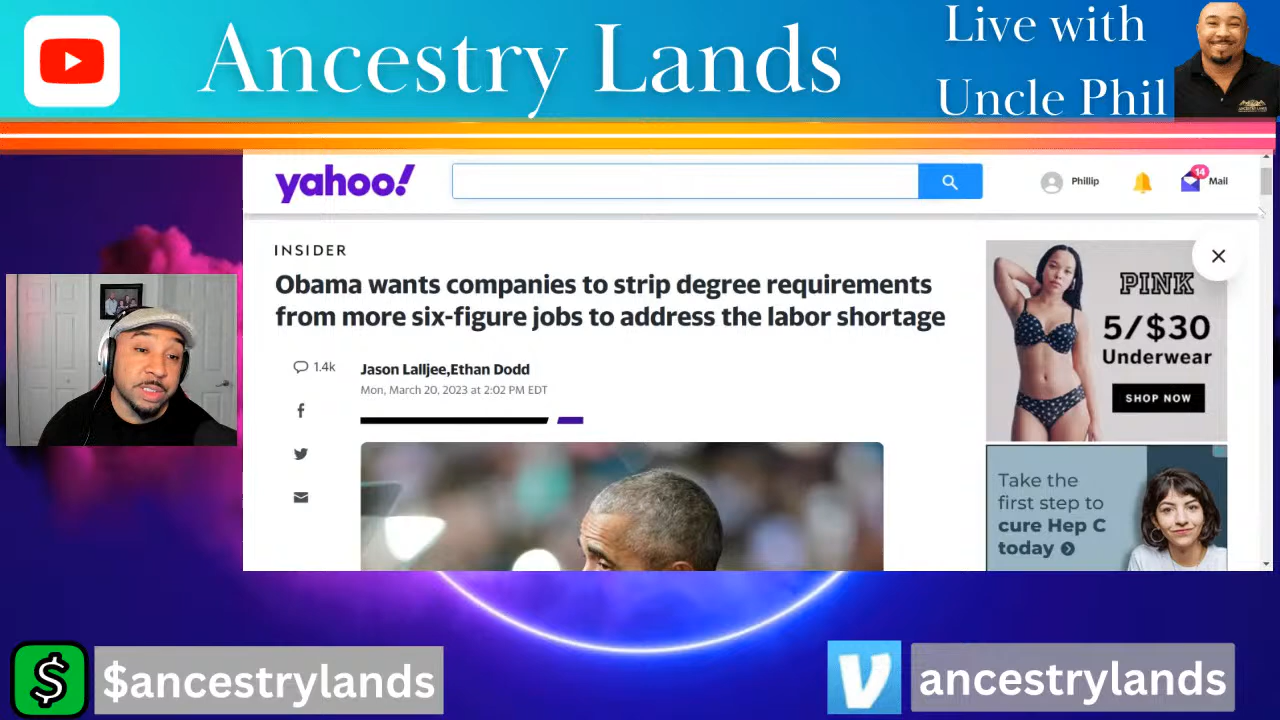 Ancestry Lands
Live with
Uncle Phil
yahoo!
Phillip
14
Mail
INSIDER
Obama wants companies to strip degree requirements
from more six-figure jobs to address the labor shortage
1.4k
Jason Lalljee,Ethan Dodd
Mon, March 20, 2023 at 2:02 PM EDT
PINK
5/$30
Underwear
SHOP NOW
Take the
first step to
cure Hep C
today
$ancestrylands
ancestrylands